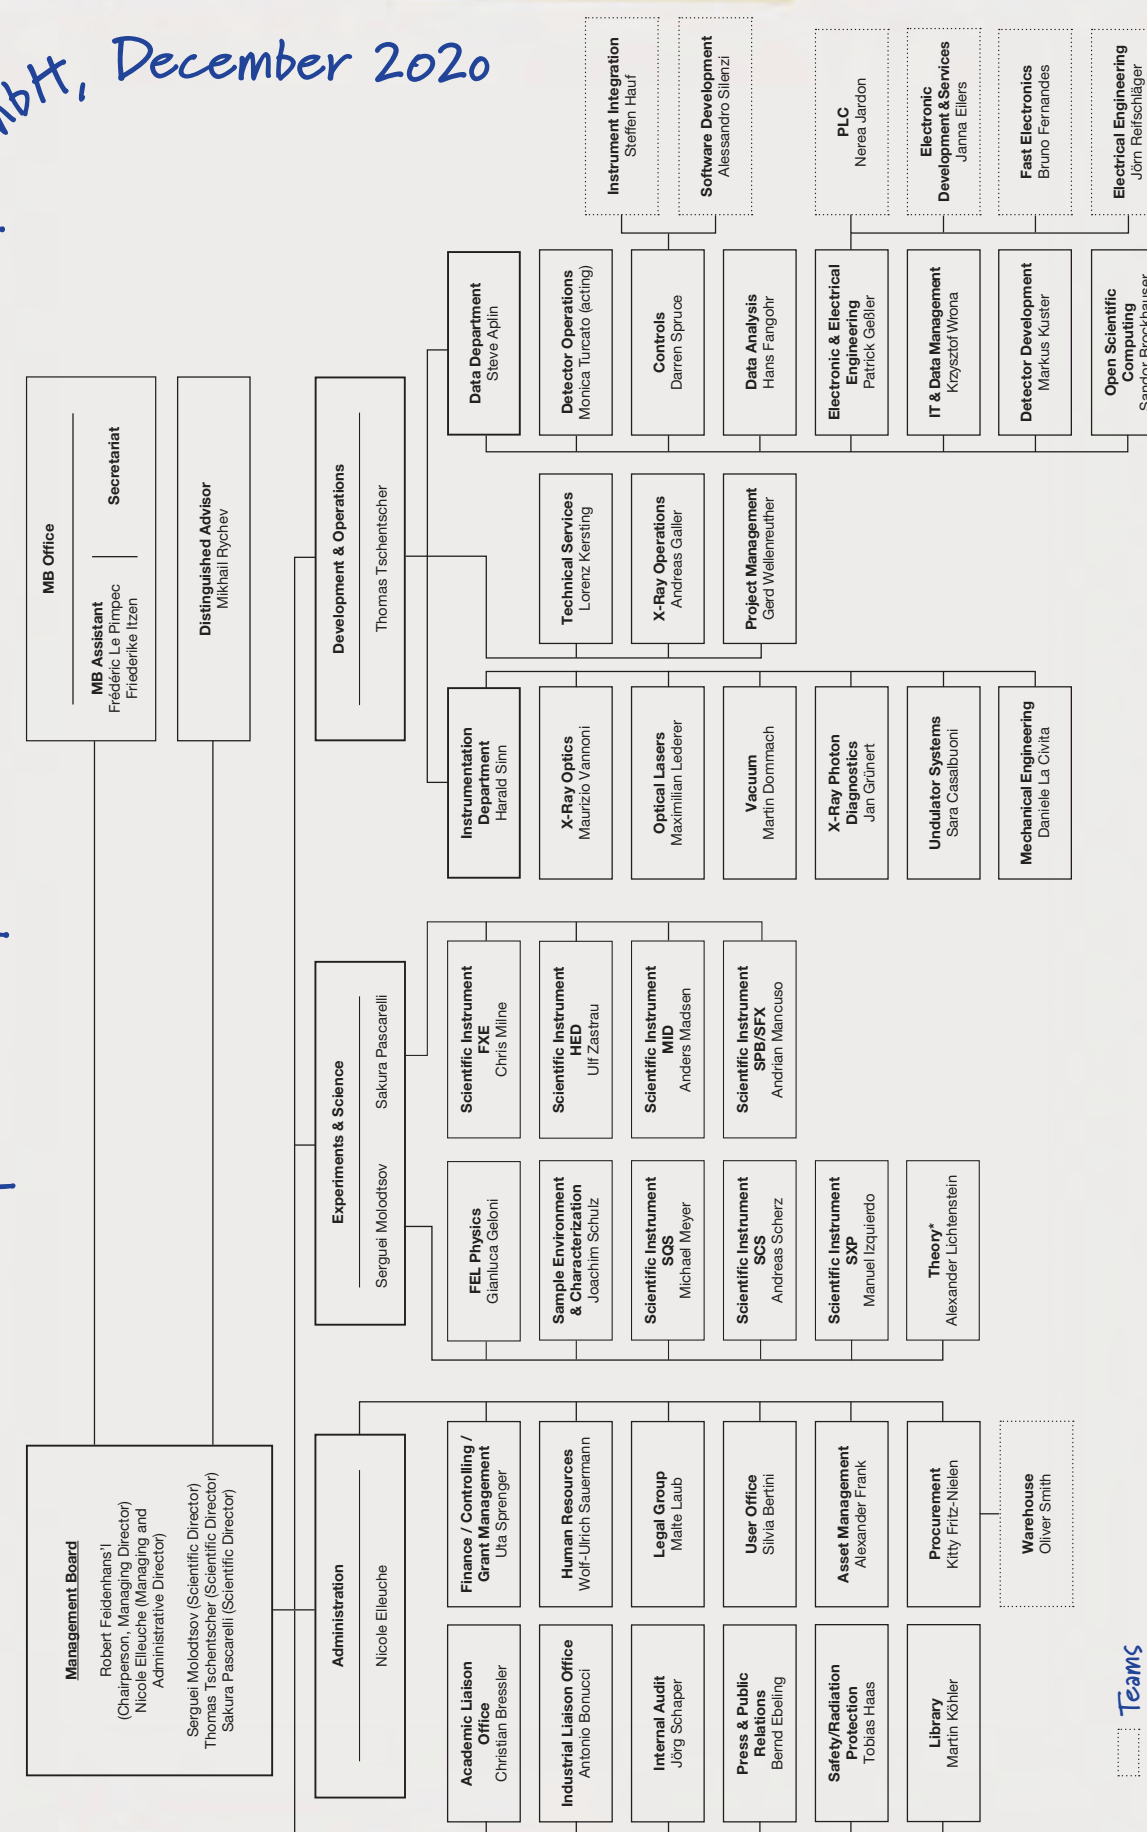 mbH, December 2020
Management Board
Robert Feidenhans'l
(Chairperson, Managing Director)
Nicole Elleuche (Managing and
Administrative Director)
Serguei Molodtsov (Scientific Director)
Thomas Tschentscher (Scientific Director)
Sakura Pascarelli (Scientific Director)
MB Office
MB Assistant
Frédéric Le Pimpec
Friederike Itzen
Secretariat
Distinguished Advisor
Mikhail Rychev
Administration
Nicole Elleuche
Experiments & Science
Serguei Molodtsov
Sakura Pascarelli
Development & Operations
Thomas Tschentscher
Academic Liaison
Office
Christian Bressler
Industrial Liaison Office
Antonio Bonucci
Internal Audit
Jörg Schaper
Press & Public
Relations
Bernd Ebeling
Safety/Radiation
Protection
Tobias Haas
Library
Martin Köhler
Finance / Controlling /
Grant Management
Uta Sprenger
Human Resources
Wolf-Ulrich Sauermann
Legal Group
Malte Laub
User Office
Silvia Bertini
Asset Management
Alexander Frank
Procurement
Kitty Fritz-Nielen
Warehouse
Oliver Smith
FEL Physics
Gianluca Geloni
Sample Environment
& Characterization
Joachim Schulz
Scientific Instrument
SQS
Michael Meyer
Scientific Instrument
SCS
Andreas Scherz
Scientific Instrument
SXP
Manuel Izquierdo
Theory*
Alexander Lichtenstein
Scientific Instrument
FXE
Chris Milne
Scientific Instrument
HED
Ulf Zastrau
Scientific Instrument
MID
Anders Madsen
Scientific Instrument
SPB/SFX
Andrian Mancuso
Instrumentation
Department
Harald Sinn
X-Ray Optics
Maurizio Vannoni
Optical Lasers
Maximilian Lederer
Vacuum
Martin Dommach
X-Ray Photon
Diagnostics
Jan Grünert
Undulator Systems
Sara Casalbuoni
Mechanical Engineering
Daniele La Civita
Technical Services
Lorenz Kersting
X-Ray Operations
Andreas Galler
Project Management
Gerd Wellenreuther
Data Department
Steve Aplin
Detector Operations
Monica Turcato (acting)
Controls
Darren Spruce
Data Analysis
Hans Fangohr
Electronic & Electrical
Engineering
Patrick Geßler
IT & Data Management
Krzysztof Wrona
Detector Development
Markus Kuster
Open Scientific
Computing
Sandor Brockhauser
Instrument Integration
Steffen Hauf
Software Development
Alessandro Silenzi
PLC
Nerea Jardon
Electronic
Development & Services
Janna Eilers
Fast Electronics
Bruno Fernandes
Electrical Engineering
Jörn Reifschläger
Teams